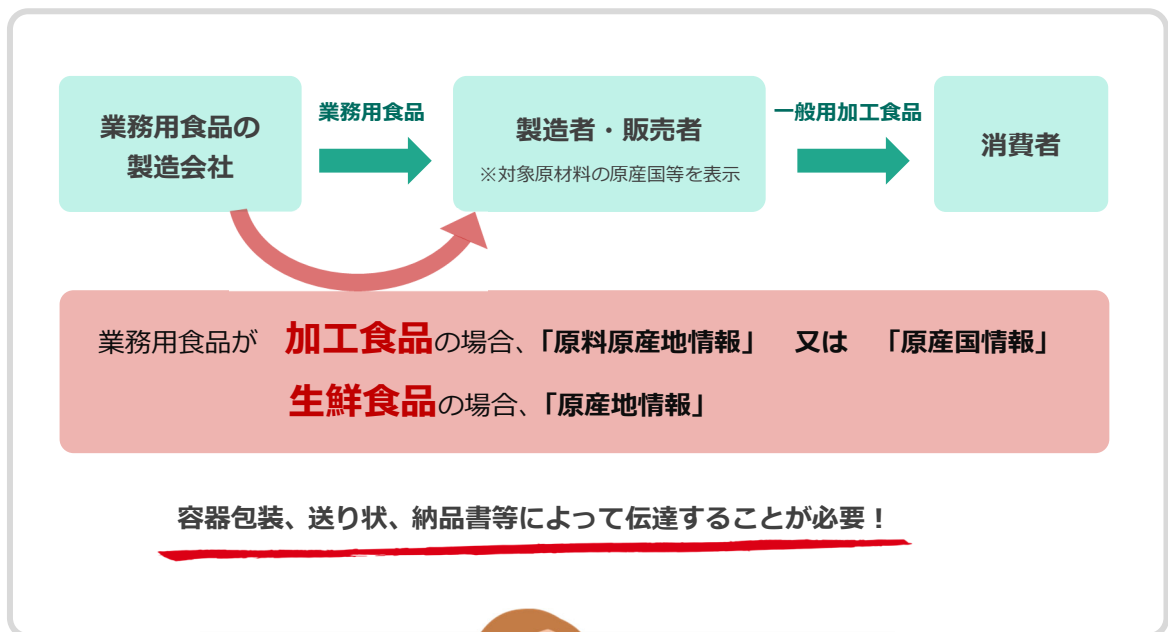 業務用食品の
製造会社
業務用食品
製造者・販売者
※対象原材料の原産国等を表示
一般用加工食品
消費者
業務用食品が 加工食品の場合、「原料原産地情報」 又は 「原産国情報」
生鮮食品の場合、「原産地情報」
容器包装、送り状、納品書等によって伝達することが必要！